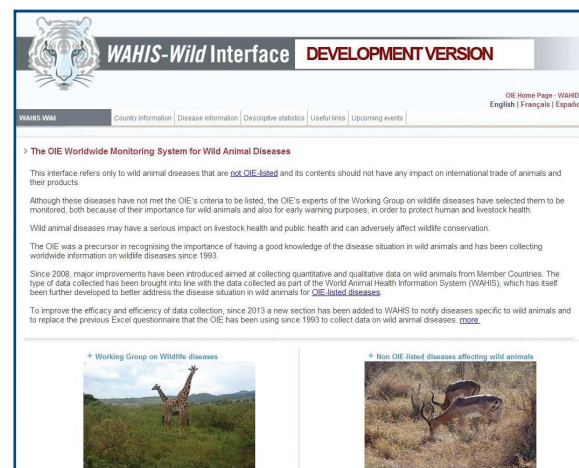 WAHIS-Wild Interface DEVELOPMENT VERSION
OIE Home Page - WAHID
English | Français | Españo
WAHIS-Wild Country information Disease information Descriptive statistics Useful links Upcoming events
> The OIE Worldwide Monitoring System for Wild Animal Diseases
This interface refers only to wild animal diseases that are not OIE-listed and its contents should not have any impact on international trade of animals and
their products.
Although these diseases have not met the OIE's criteria to be listed, the OIE's experts of the Working Group on wildlife diseases have selected them to be
monitored, both because of their importance for wild animals and also for early warning purposes, in order to protect human and livestock health.
Wild animal diseases may have a serious impact on livestock health and public health and can adversely affect wildlife conservation.
The OIE was a precursor in recognising the importance of having a good knowledge of the disease situation in wild animals and has been collecting
worldwide information on wildlife diseases since 1993.
Since 2008, major improvements have been introduced aimed at collecting quantitative and qualitative data on wild animals from Member Countries. The
type of data collected has been brought into line with the data collected as part of the World Animal Health Information System (WAHIS), which has itself
been further developed to better address the disease situation in wild animals for OIE-listed diseases.
To improve the efficacy and efficiency of data collection, since 2013 a new section has been added to WAHIS to notify diseases specific to wild animals and
to replace the previous Excel questionnaire that the OIE has been using since 1993 to collect data on wild animal diseases. more
+ Working Group on Wildlife diseases
+ Non OIE-listed diseases affecting wild animals